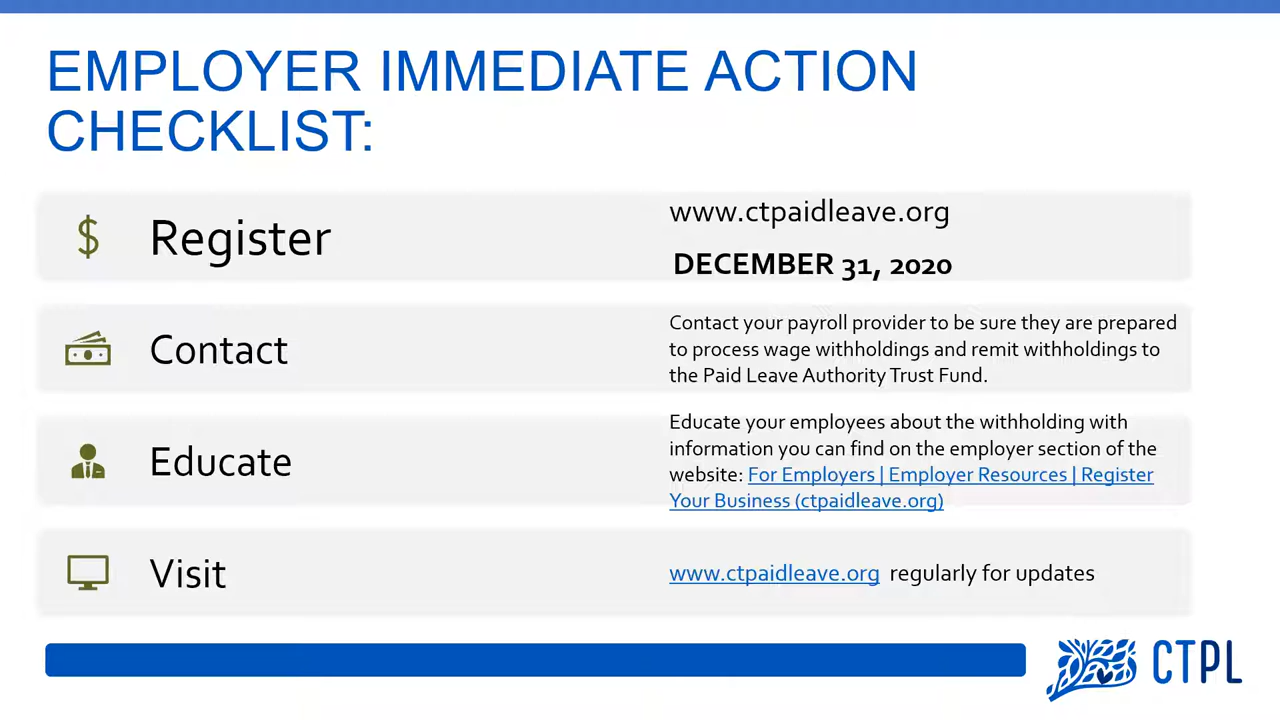 EMPLOYER IMMEDIATE ACTION
CHECKLIST:
$
Register
www.ctpaidleave.org
DECEMBER 31, 2020
Contact
Contact your payroll provider to be sure they are prepared
to process wage withholdings and remit withholdings to
the Paid Leave Authority Trust Fund.
Educate
Educate your employees about the withholding with
information you can find on the employer section of the
website: For Employers | Employer Resources | Register
Your Business (ctpaidleave.org)
Visit
www.ctpaidleave.org regularly for updates
CTPL